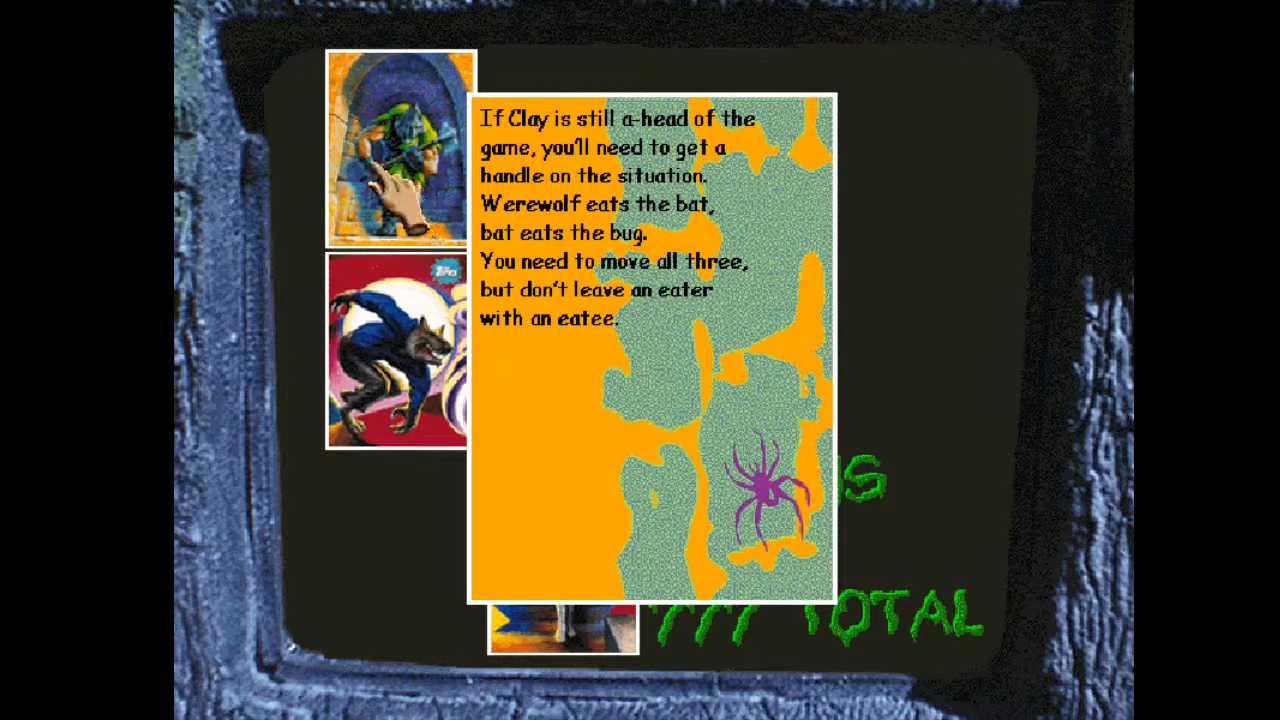 If Clay is still a-head of the
game, you'll need to get a
handle on the situation.
Werewolf eats the bat,
bat eats the bug.
You need to move all three,
but don't leave an eater
with an eatee.
Topps
TOTAL